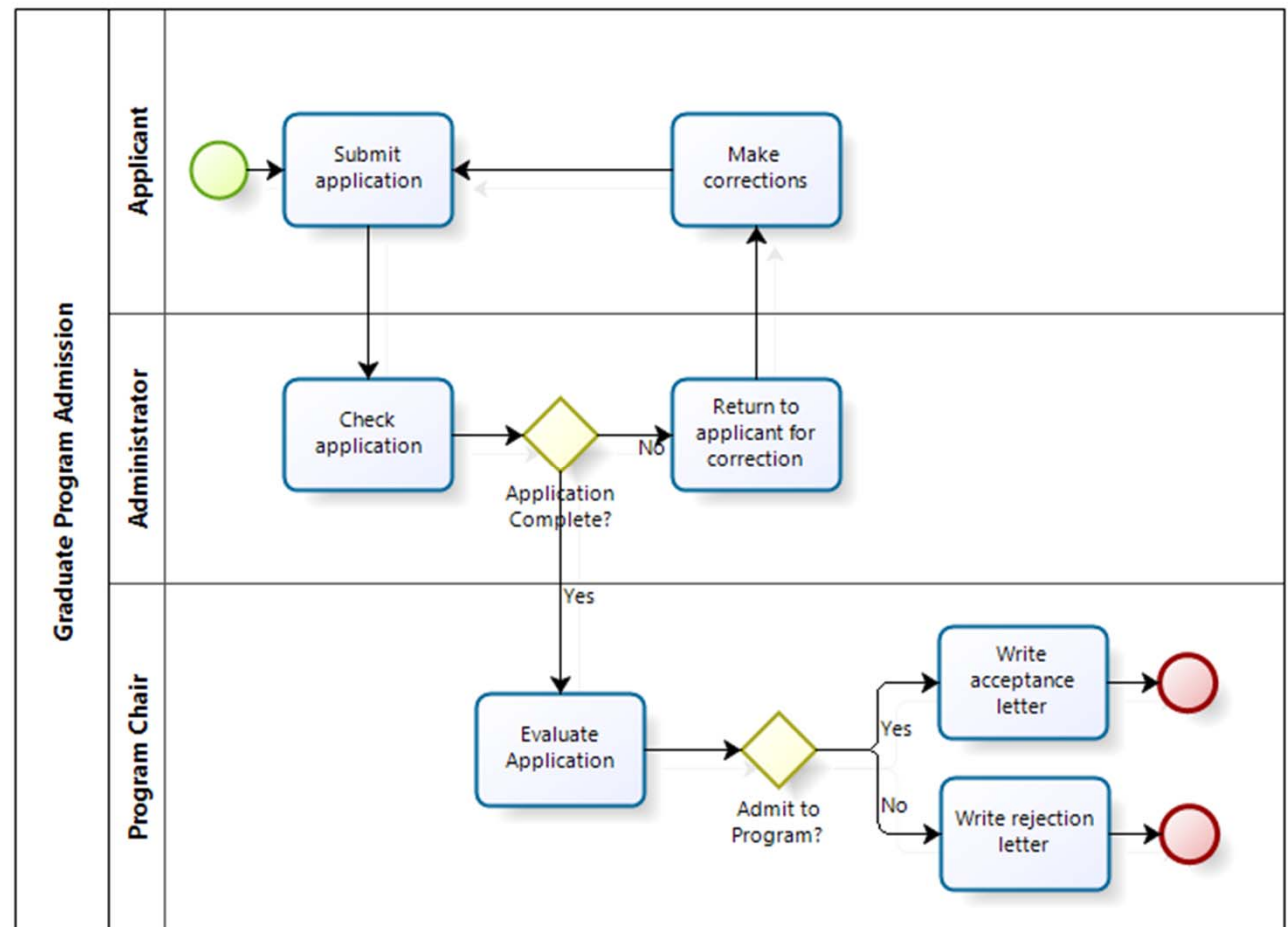 Graduate Program Admission
Applicant
Submit
application
Make
corrections
Administrator
Check
application
Application
Complete?
No
Return to
applicant for
correction
Yes
Program Chair
Evaluate
Application
Admit to
Program?
Yes
Write
acceptance
letter
No
Write rejection
letter